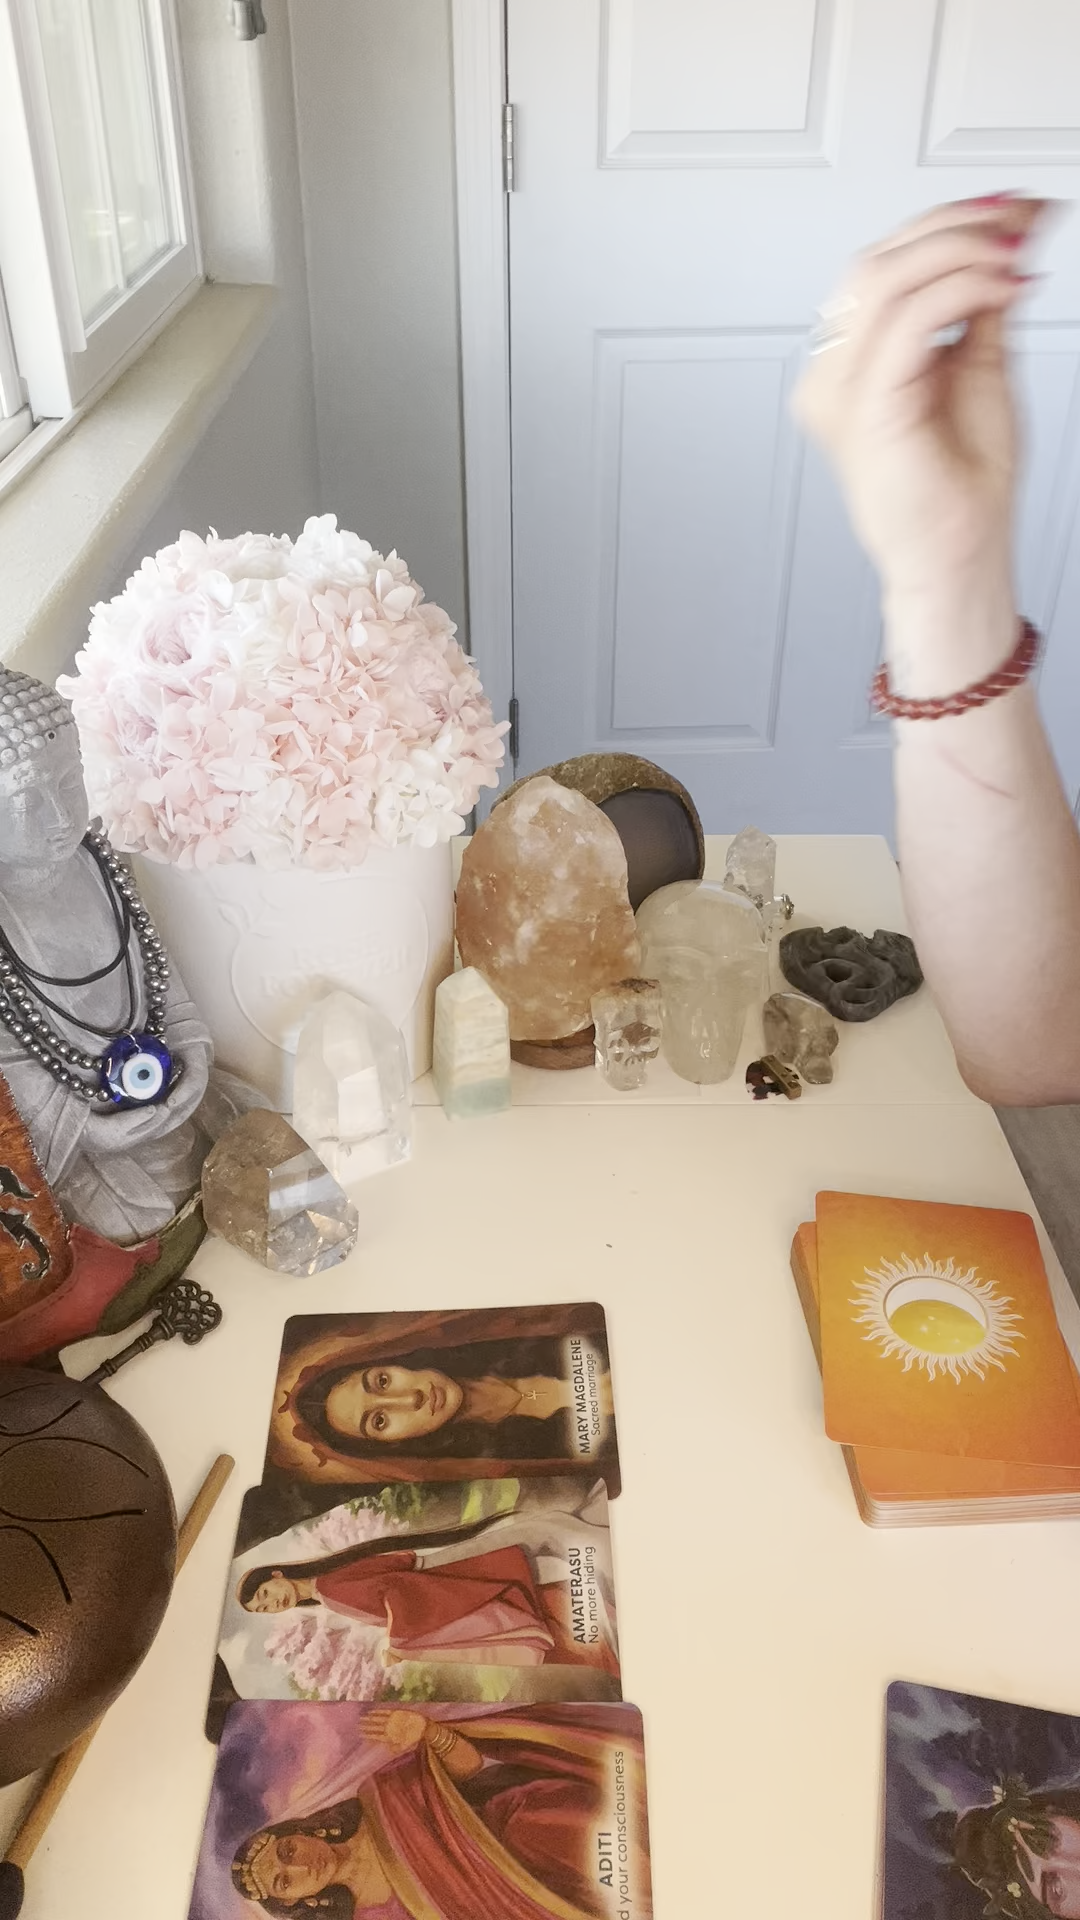 MARY MAGDALENE
Sacred marriage
AMATERASU
No more hiding
ADITI
d your consciousness